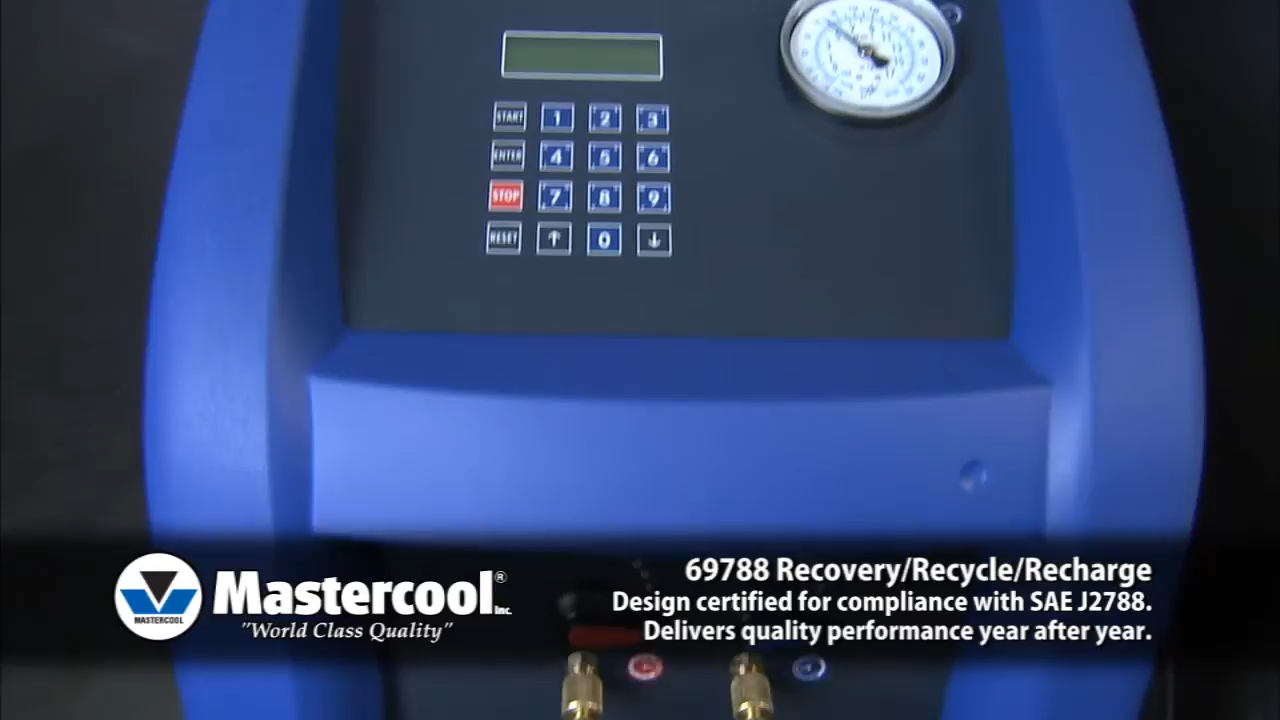 START 1 2 3
ENTER 4 5 6
STOP 7 8 9
RESET ↑ 0 ↓
MASTERCOOL
Mastercool® Inc.
"World Class Quality"
69788 Recovery/Recycle/Recharge
Design certified for compliance with SAE J2788.
Delivers quality performance year after year.